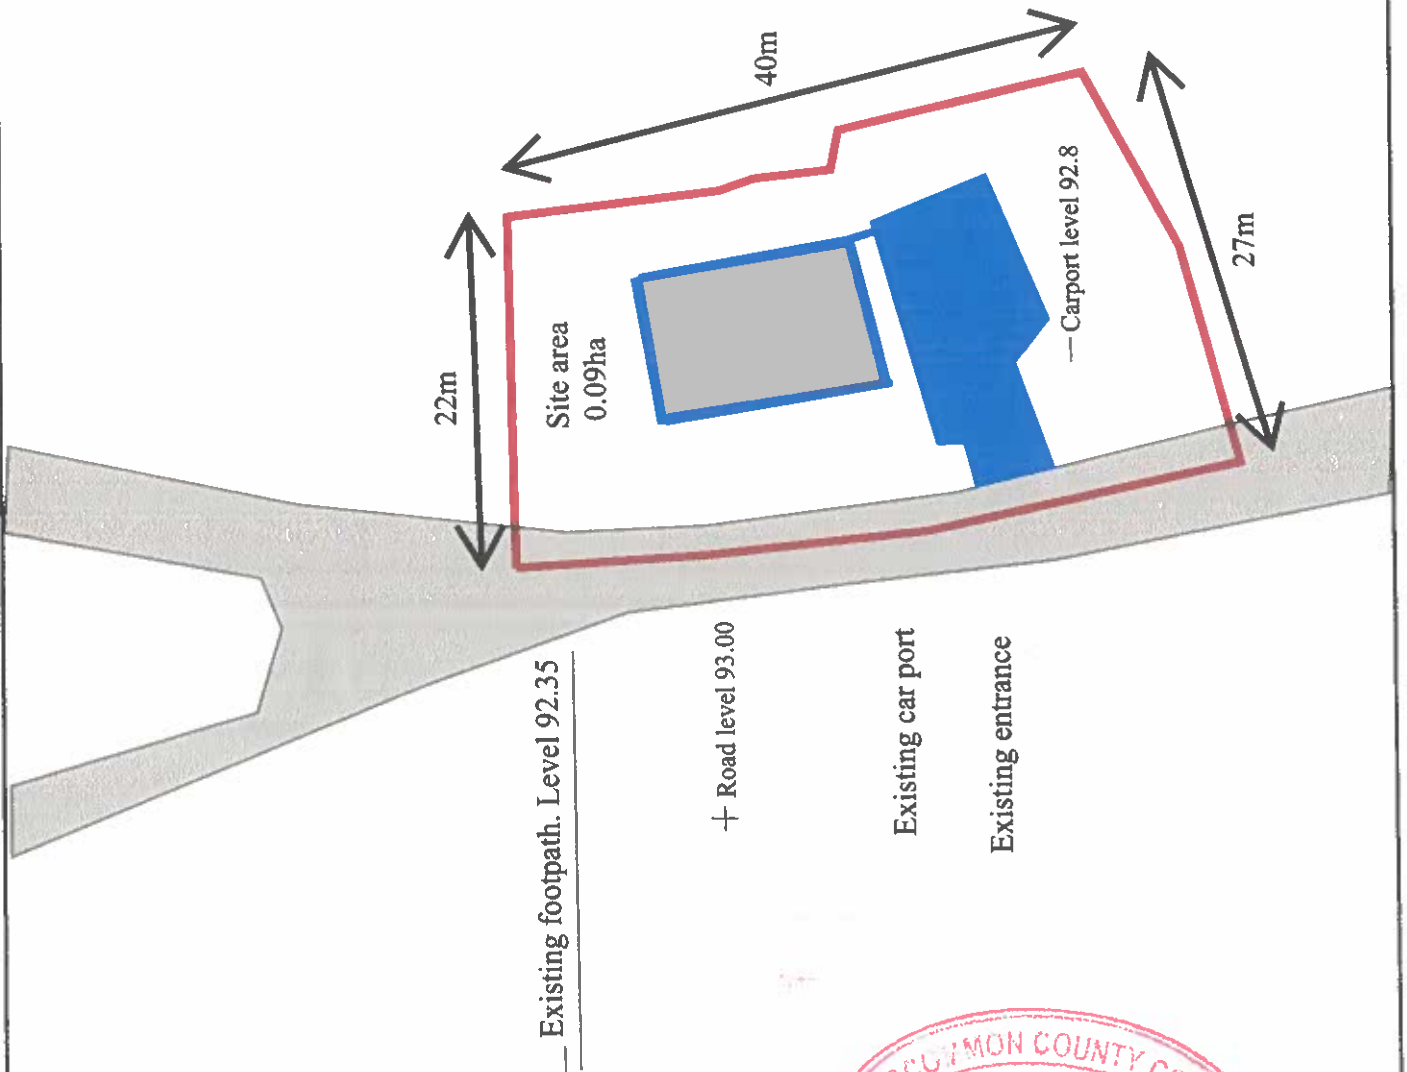 40m
22m
Site area
0.09ha
Carport level 92.8
27m
Existing footpath. Level 92.35
Road level 93.00
Existing car port
Existing entrance
COUNTY